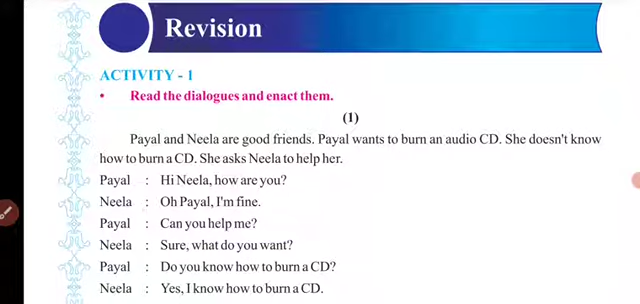 Revision
ACTIVITY - 1
• Read the dialogues and enact them.
(1)
Payal and Neela are good friends. Payal wants to burn an audio CD. She doesn't know
how to burn a CD. She asks Neela to help her.
Payal : Hi Neela, how are you?
Neela : Oh Payal, I'm fine.
Payal : Can you help me?
Neela : Sure, what do you want?
Payal : Do you know how to burn a CD?
Neela : Yes, I know how to burn a CD.